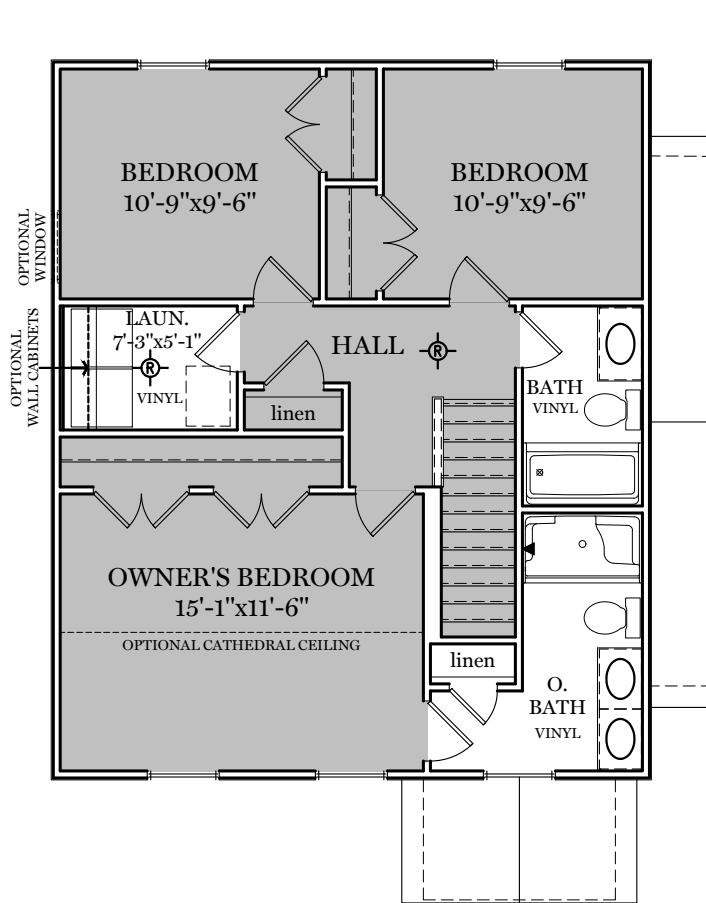 BEDROOM
10'-9"x9'-6"
BEDROOM
10'-9"x9'-6"
OPTIONAL
WINDOW
OPTIONAL
WALL CABINETS
LAUN.
7'-3"x5'-1"
R
VINYL
HALL
R
linen
BATH
VINYL
OWNER'S BEDROOM
15'-1"x11'-6"
OPTIONAL CATHEDRAL CEILING
linen
O.
BATH
VINYL